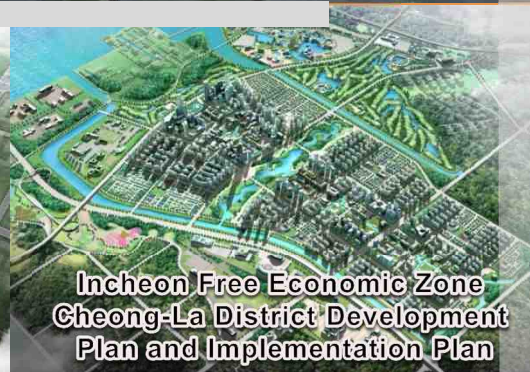 Incheon Free Economic Zone
Cheong-La District Development
Plan and Implementation Plan